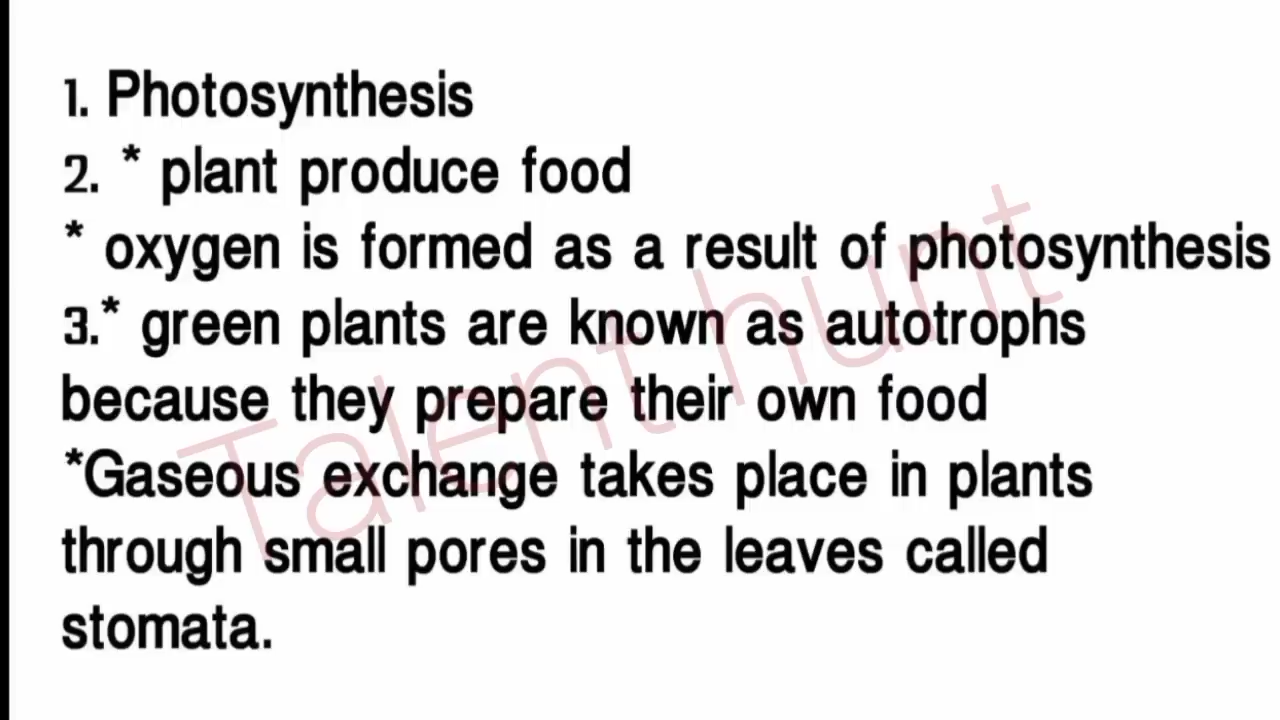 1. Photosynthesis
2. * plant produce food
* oxygen is formed as a result of photosynthesis
3.* green plants are known as autotrophs
because they prepare their own food
*Gaseous exchange takes place in plants
through small pores in the leaves called
stomata.
Talent hunt